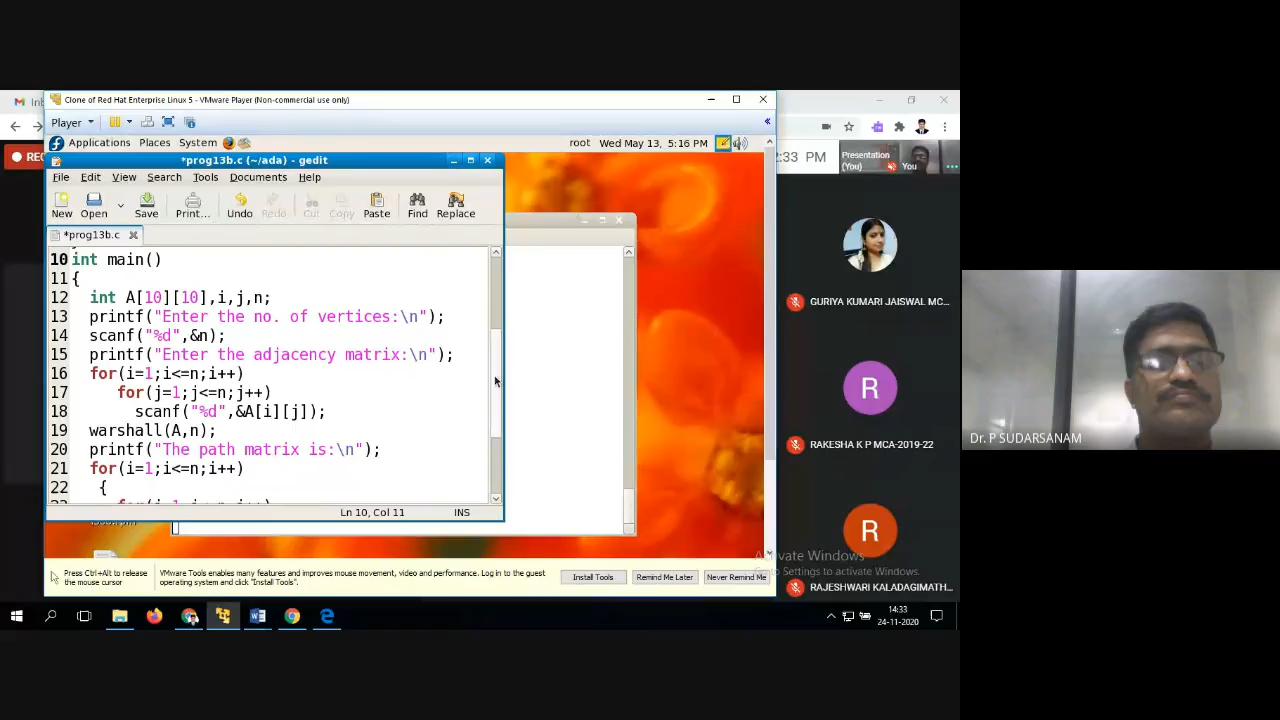 Clone of Red Hat Enterprise Linux 5 - VMware Player (Non-commercial use only)
Player
«
Applications Places System
root Wed May 13, 5:16 PM
*prog13b.c (~/ada) - gedit
File Edit View Search Tools Documents Help
New Open Save Print... Undo Redo Cut Copy Paste Find Replace
*prog13b.c
10 int main()
11 {
12 int A[10][10],i,j,n;
13 printf("Enter the no. of vertices:\n");
14 scanf("%d",&n);
15 printf("Enter the adjacency matrix:\n");
16 for(i=1;i<=n;i++)
17 for(j=1;j<=n;j++)
18 scanf("%d",&A[i][j]);
19 warshall(A,n);
20 printf("The path matrix is:\n");
21 for(i=1;i<=n;i++)
22 {
Ln 10, Col 11 INS
Press Ctrl+Alt to release
the mouse cursor
VMware Tools enables many features and improves mouse movement, video and performance. Log in to the guest
operating system and click "Install Tools".
Install Tools Remind Me Later Never Remind Me
2:33 PM
Presentation
(You)
You
GURIYA KUMARI JAISWAL MC...
R
RAKESHA K P MCA-2019-22
R
RAJESHWARI KALADAGIMATH...
Activate Windows
to Settings to activate Windows.
14:33
24-11-2020
Dr. P SUDARSANAM